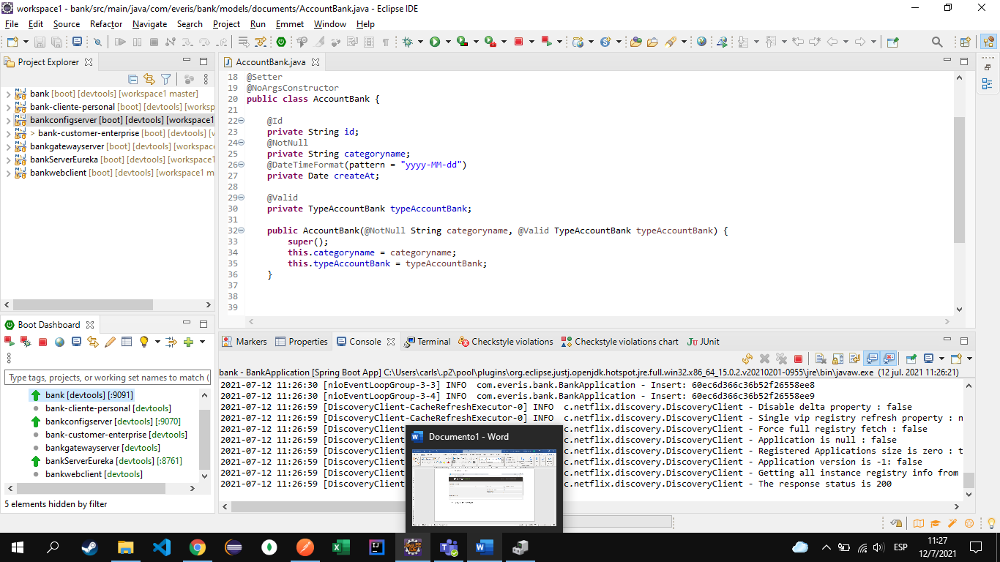 workspace1 - bank/src/main/java/com/everis/bank/models/documents/AccountBank.java - Eclipse IDE
File Edit Source Refactor Navigate Search Project Run Emmet Window Help
Project Explorer
bank [boot] [devtools] [workspace1 master]
bank-cliente-personal [boot] [devtools] [worksp
bankconfigserver [boot] [devtools] [workspace1
> bank-customer-enterprise [boot] [devtools] [w
bankgatewayserver [boot] [devtools] [workspace
bankServerEureka [boot] [devtools] [workspace1
bankwebclient [boot] [devtools] [workspace1 m
AccountBank.java
18 @Setter
19 @NoArgsConstructor
20 public class AccountBank {
21
22 @Id
23 private String id;
24 @NotNull
25 private String categoryname;
26 @DateTimeFormat(pattern = "yyyy-MM-dd")
27 private Date createAt;
28
29 @Valid
30 private TypeAccountBank typeAccountBank;
31
32 public AccountBank(@NotNull String categoryname, @Valid TypeAccountBank typeAccountBank) {
33 super();
34 this.categoryname = categoryname;
35 this.typeAccountBank = typeAccountBank;
36 }
37
38
39
Boot Dashboard
Type tags, projects, or working set names to match (
bank [devtools] [:9091]
bank-cliente-personal [devtools]
bankconfigserver [devtools] [:9070]
bank-customer-enterprise [devtools]
bankgatewayserver [devtools]
bankServerEureka [devtools] [:8761]
bankwebclient [devtools]
5 elements hidden by filter
Markers Properties Console Terminal Checkstyle violations Checkstyle violations chart JUnit
bank - BankApplication [Spring Boot App] C:\Users\carls\.p2\pool\plugins\org.eclipse.justj.openjdk.hotspot.jre.full.win32.x86_64_15.0.2.v20210201-0955\jre\bin\javaw.exe (12 jul. 2021 11:26:21)
2021-07-12 11:26:30 [nioEventLoopGroup-3-3] INFO com.everis.bank.BankApplication - Insert: 60ec6d366c36b52f26558ee8
2021-07-12 11:26:30 [nioEventLoopGroup-3-4] INFO com.everis.bank.BankApplication - Insert: 60ec6d366c36b52f26558ee9
2021-07-12 11:26:59 [DiscoveryClient-CacheRefreshExecutor-0] INFO c.netflix.discovery.DiscoveryClient - Disable delta property : false
2021-07-12 11:26:59 [DiscoveryClient-CacheRefreshExecutor-0] INFO c.netflix.discovery.DiscoveryClient - Single vip registry refresh property : n
2021-07-12 11:26:59 [DiscoveryClient- c.netflix.discovery.DiscoveryClient - Force full registry fetch : false
2021-07-12 11:26:59 [DiscoveryClient- c.netflix.discovery.DiscoveryClient - Application is null : false
2021-07-12 11:26:59 [DiscoveryClient- c.netflix.discovery.DiscoveryClient - Registered Applications size is zero : t
2021-07-12 11:26:59 [DiscoveryClient- c.netflix.discovery.DiscoveryClient - Application version is -1: false
2021-07-12 11:26:59 [DiscoveryClient- c.netflix.discovery.DiscoveryClient - Getting all instance registry info from
2021-07-12 11:26:59 [DiscoveryClient- c.netflix.discovery.DiscoveryClient - The response status is 200
Documento1 - Word
ESP
11:27
12/7/2021